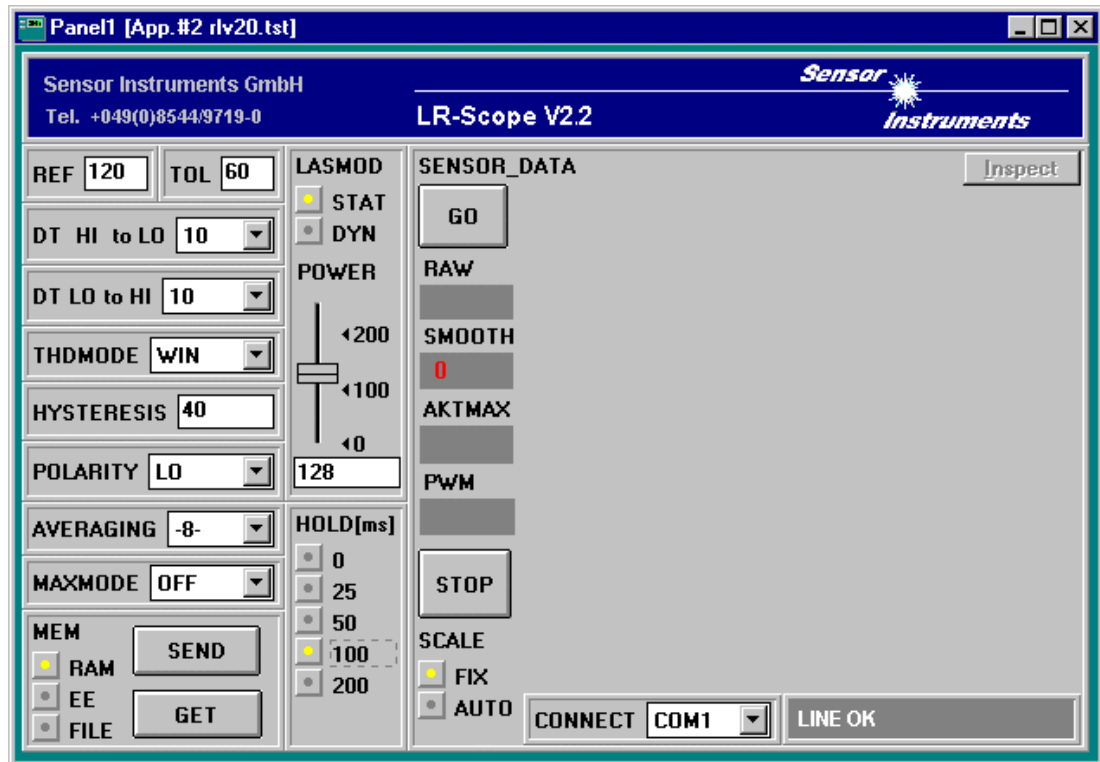 Panel1 [App.#2 rlv20.tst]
Sensor Instruments GmbH
Tel. +049(0)8544/9719-0
LR-Scope V2.2
Sensor
Instruments
REF 120
TOL 60
DT HI to LO 10
DT LO to HI 10
THDMODE WIN
HYSTERESIS 40
POLARITY LO
AVERAGING -8-
MAXMODE OFF
MEM
RAM
EE
FILE
SEND
GET
LASMOD
STAT
DYN
POWER
200
100
0
128
HOLD[ms]
0
25
50
100
200
SENSOR_DATA
Inspect
GO
RAW
SMOOTH
0
AKTMAX
PWM
STOP
SCALE
FIX
AUTO
CONNECT COM1
LINE OK